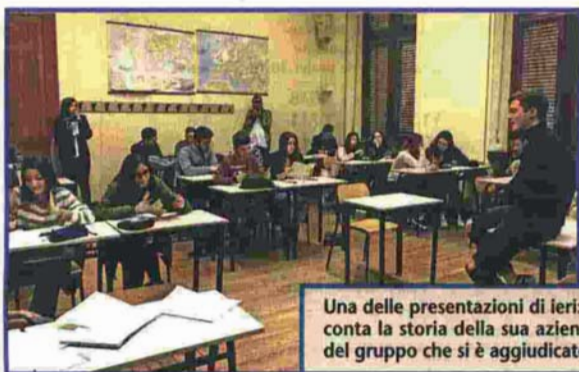 Una delle presentazioni di ieri:
conta la storia della sua azien
del gruppo che si è aggiudicat